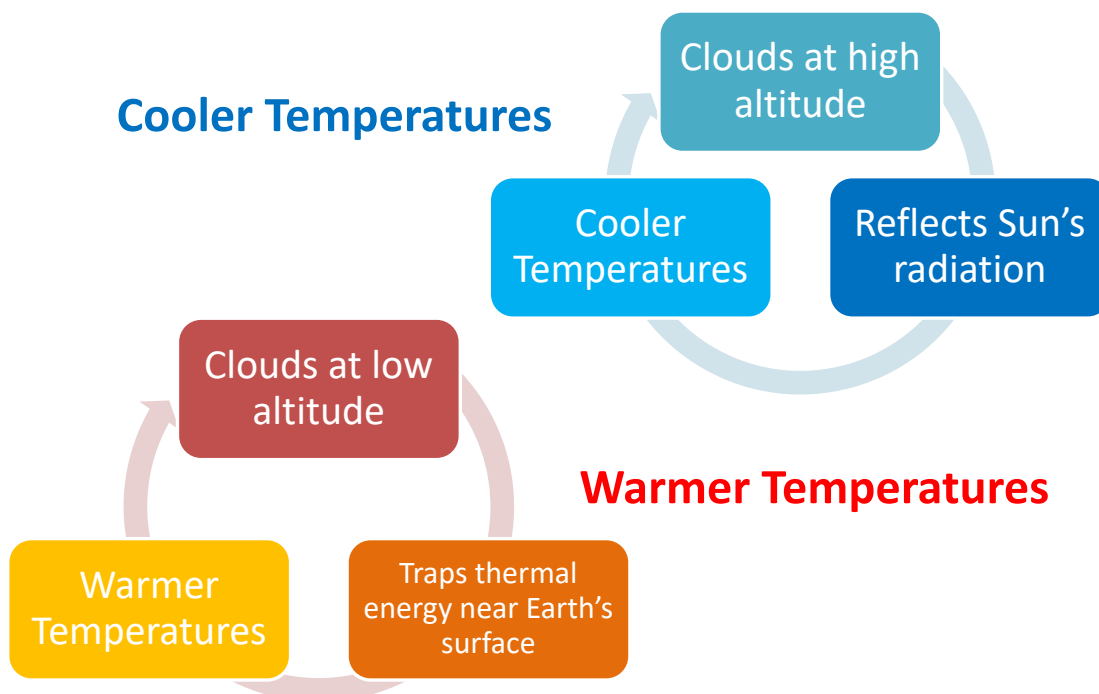 Cooler Temperatures
Clouds at high
altitude
Reflects Sun’s
radiation
Cooler
Temperatures
Warmer Temperatures
Clouds at low
altitude
Traps thermal
energy near Earth’s
surface
Warmer
Temperatures